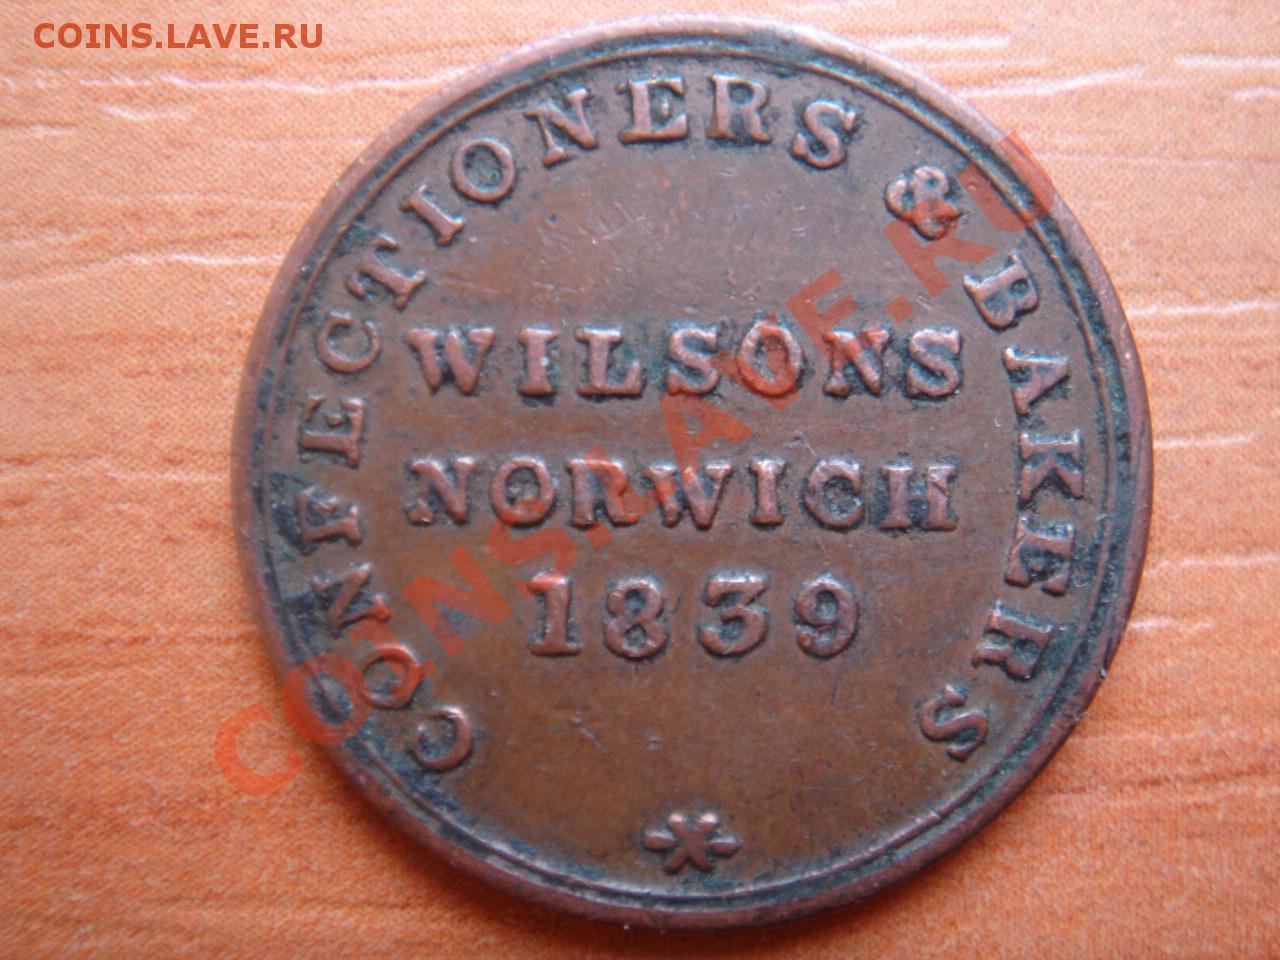 COINS.LAVE.RU
CONFECTIONERS & BAKERS
WILSONS
NORWICH
1839
COINS.LAVE.RU